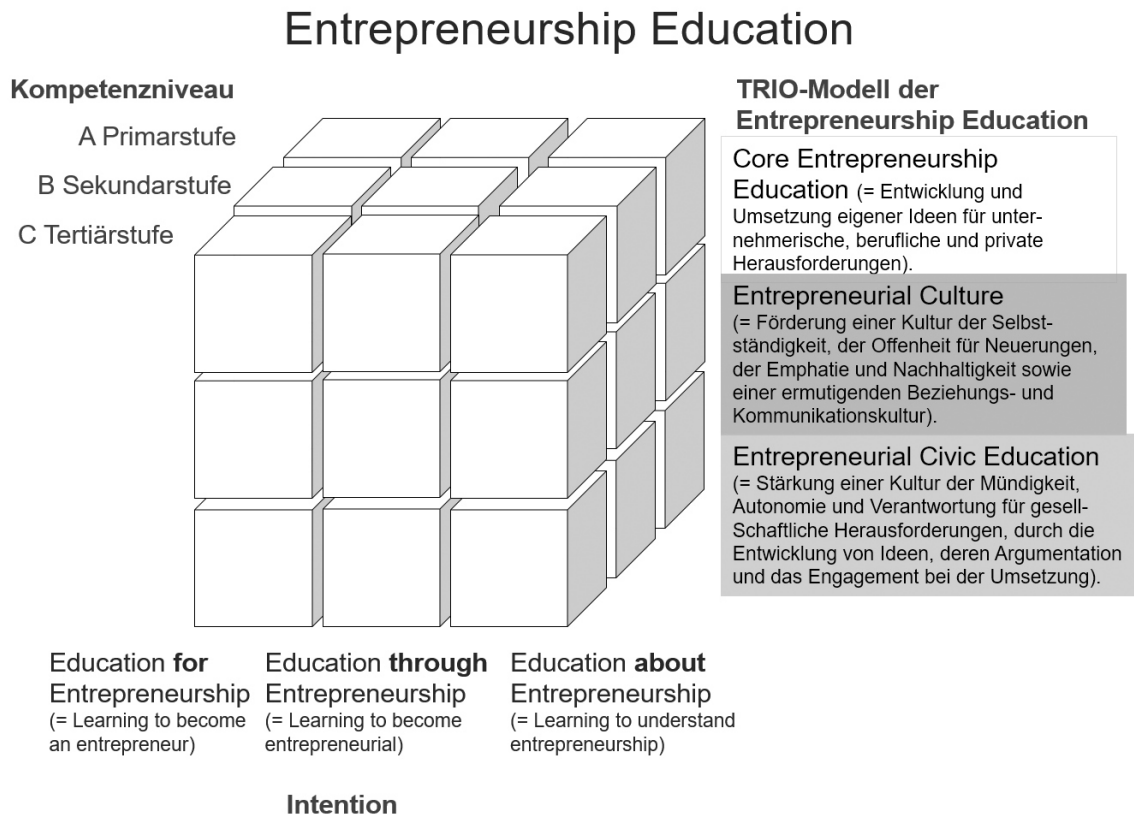 Entrepreneurship Education
Kompetenzniveau
A Primarstufe
B Sekundarstufe
C Tertiärstufe
TRIO-Modell der
Entrepreneurship Education
Core Entrepreneurship
Education (= Entwicklung und
Umsetzung eigener Ideen für unter-
nehmerische, berufliche und private
Herausforderungen).
Entrepreneurial Culture
(= Förderung einer Kultur der Selbst-
ständigkeit, der Offenheit für Neuerungen,
der Emphatie und Nachhaltigkeit sowie
einer ermutigenden Beziehungs- und
Kommunikationskultur).
Entrepreneurial Civic Education
(= Stärkung einer Kultur der Mündigkeit,
Autonomie und Verantwortung für gesell-
Schaftliche Herausforderungen, durch die
Entwicklung von Ideen, deren Argumentation
und das Engagement bei der Umsetzung).
Education for
Entrepreneurship
(= Learning to become
an entrepreneur)
Education through
Entrepreneurship
(= Learning to become
entrepreneurial)
Education about
Entrepreneurship
(= Learning to understand
entrepreneurship)
Intention